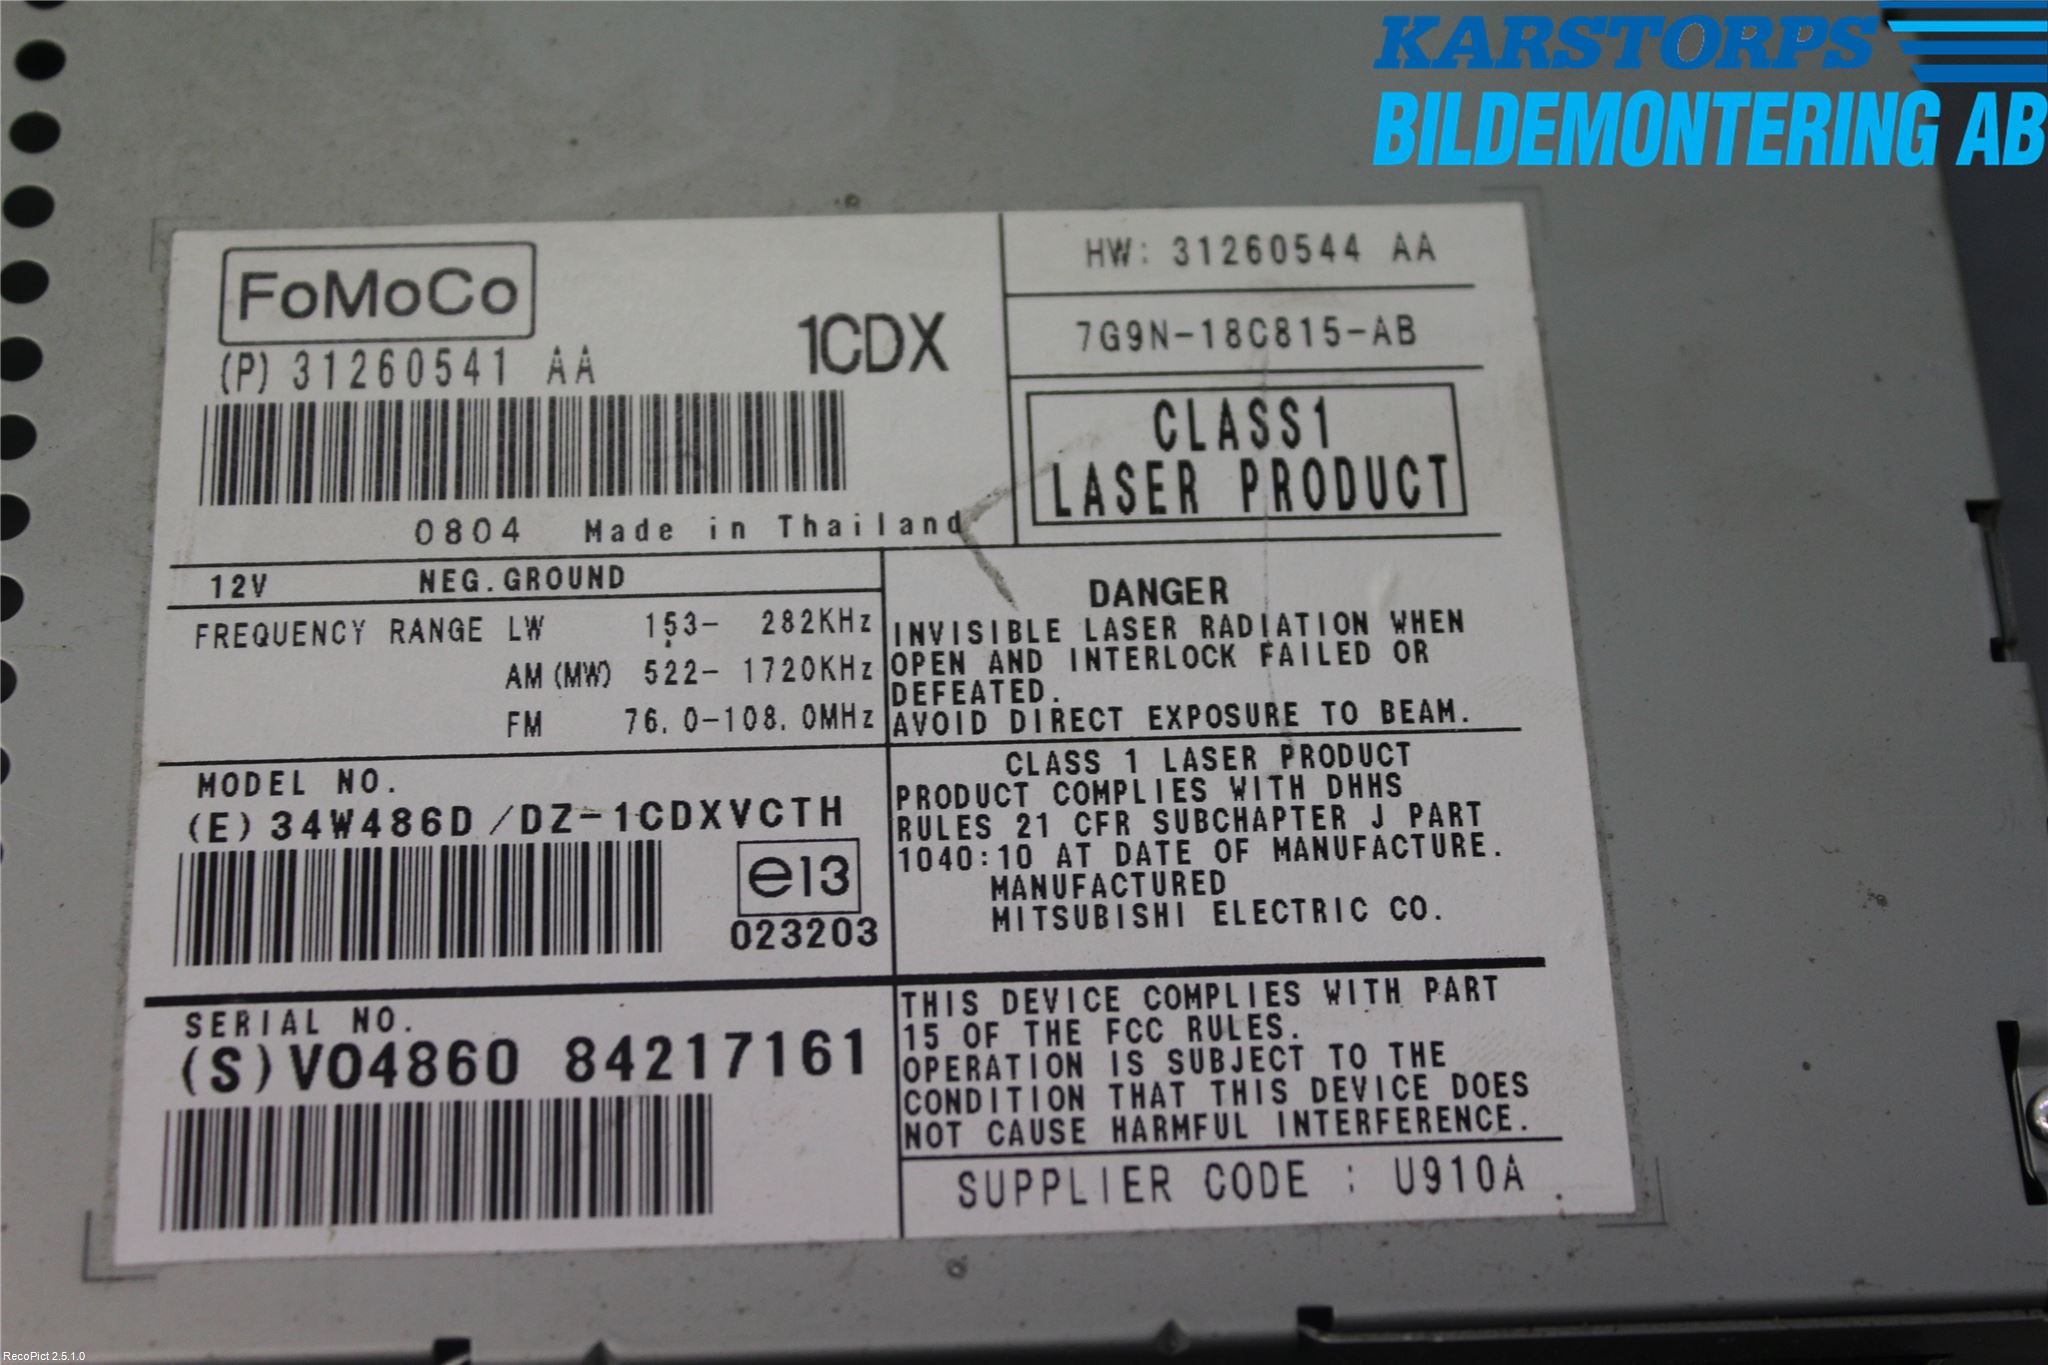 KARSTORPS
BILDEMONTERING AB
FoMoCo
1CDX
(P) 31260541 AA
0804 Made in Thailand
HW: 31260544 AA
7G9N-18C815-AB
CLASS1
LASER PRODUCT
12V NEG.GROUND
FREQUENCY RANGE LW 153- 282KHz
AM(MW) 522- 1720KHz
FM 76.0-108.0MHz
DANGER
INVISIBLE LASER RADIATION WHEN
OPEN AND INTERLOCK FAILED OR
DEFEATED.
AVOID DIRECT EXPOSURE TO BEAM.
MODEL NO.
(E)34W486D/DZ-1CDXVCTH
e13
023203
CLASS 1 LASER PRODUCT
PRODUCT COMPLIES WITH DHHS
RULES 21 CFR SUBCHAPTER J PART
1040:10 AT DATE OF MANUFACTURE.
MANUFACTURED
MITSUBISHI ELECTRIC CO.
SERIAL NO.
(S)VO4860 84217161
THIS DEVICE COMPLIES WITH PART
15 OF THE FCC RULES.
OPERATION IS SUBJECT TO THE
CONDITION THAT THIS DEVICE DOES
NOT CAUSE HARMFUL INTERFERENCE.
SUPPLIER CODE : U910A
RecoPict 2.5.1.0